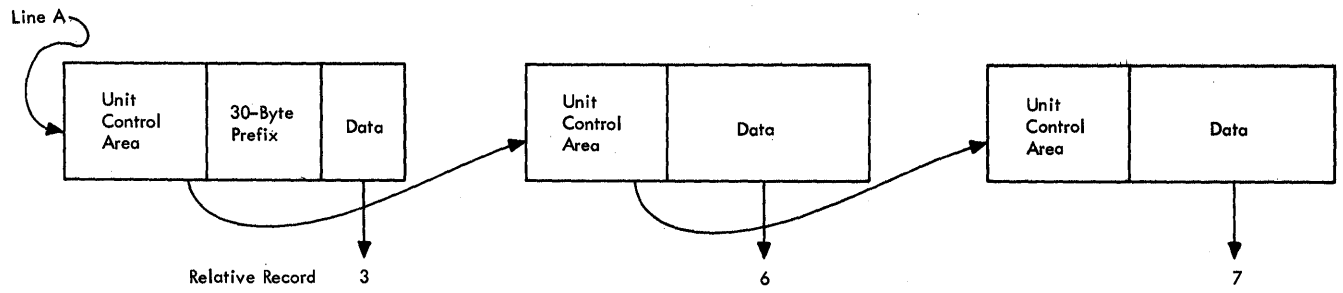 Line A
Unit
Control
Area
30-Byte
Prefix
Data
Unit
Control
Area
Data
Unit
Control
Area
Data
Relative Record 3 6 7